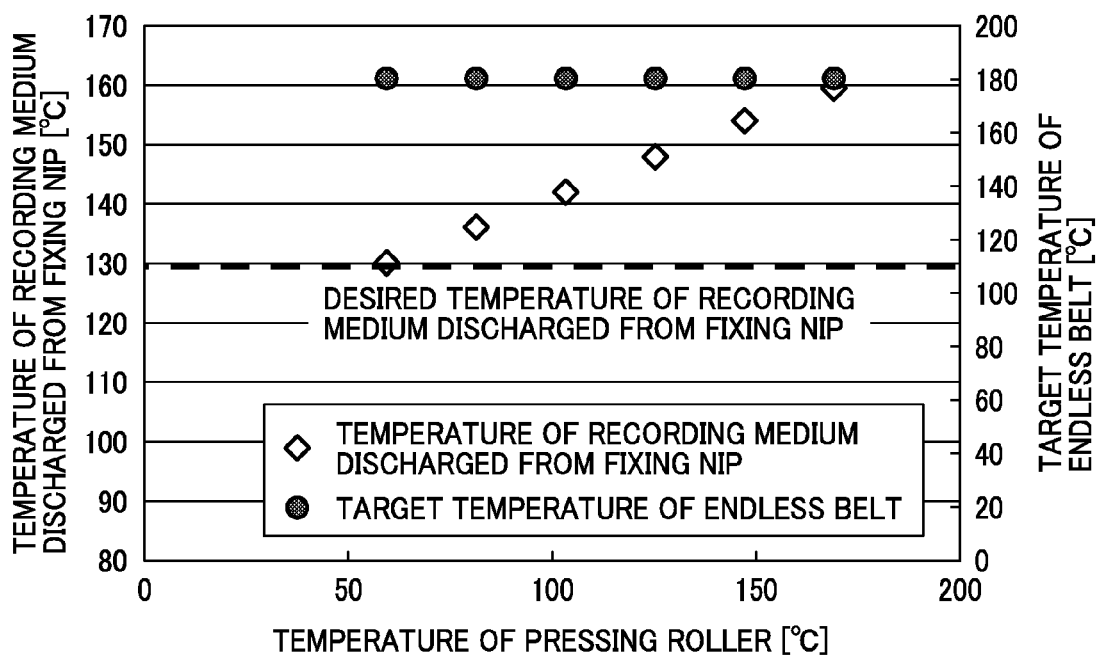 TEMPERATURE OF RECORDING MEDIUM
DISCHARGED FROM FIXING NIP [°C]
170
160
150
140
130
120
110
100
90
80
200
180
160
140
120
100
80
60
40
20
0
TARGET TEMPERATURE OF
ENDLESS BELT [°C]
DESIRED TEMPERATURE OF RECORDING
MEDIUM DISCHARGED FROM FIXING NIP
TEMPERATURE OF RECORDING MEDIUM
DISCHARGED FROM FIXING NIP
TARGET TEMPERATURE OF ENDLESS BELT
0 50 100 150 200
TEMPERATURE OF PRESSING ROLLER [°C]